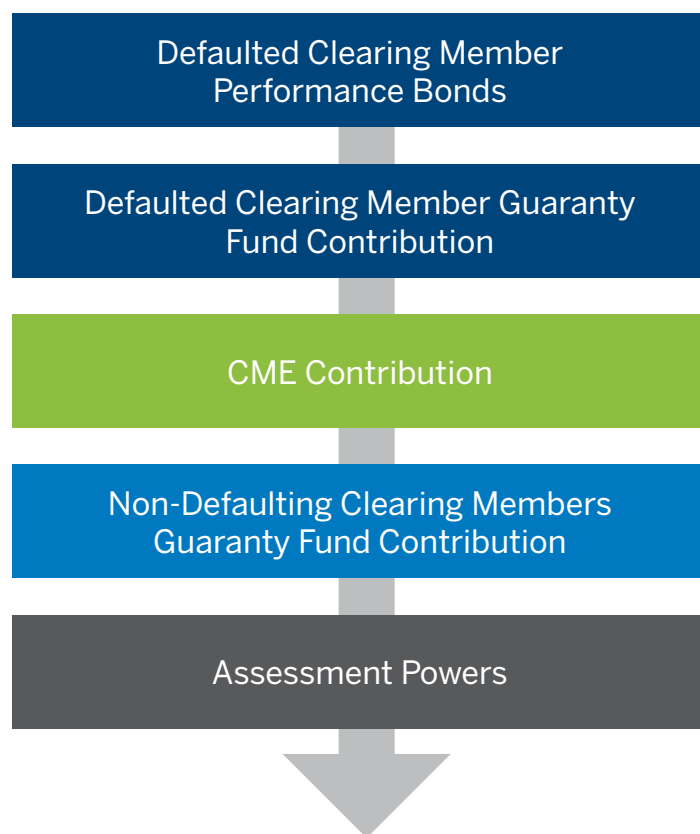 Defaulted Clearing Member
Performance Bonds
Defaulted Clearing Member Guaranty
Fund Contribution
CME Contribution
Non-Defaulting Clearing Members
Guaranty Fund Contribution
Assessment Powers